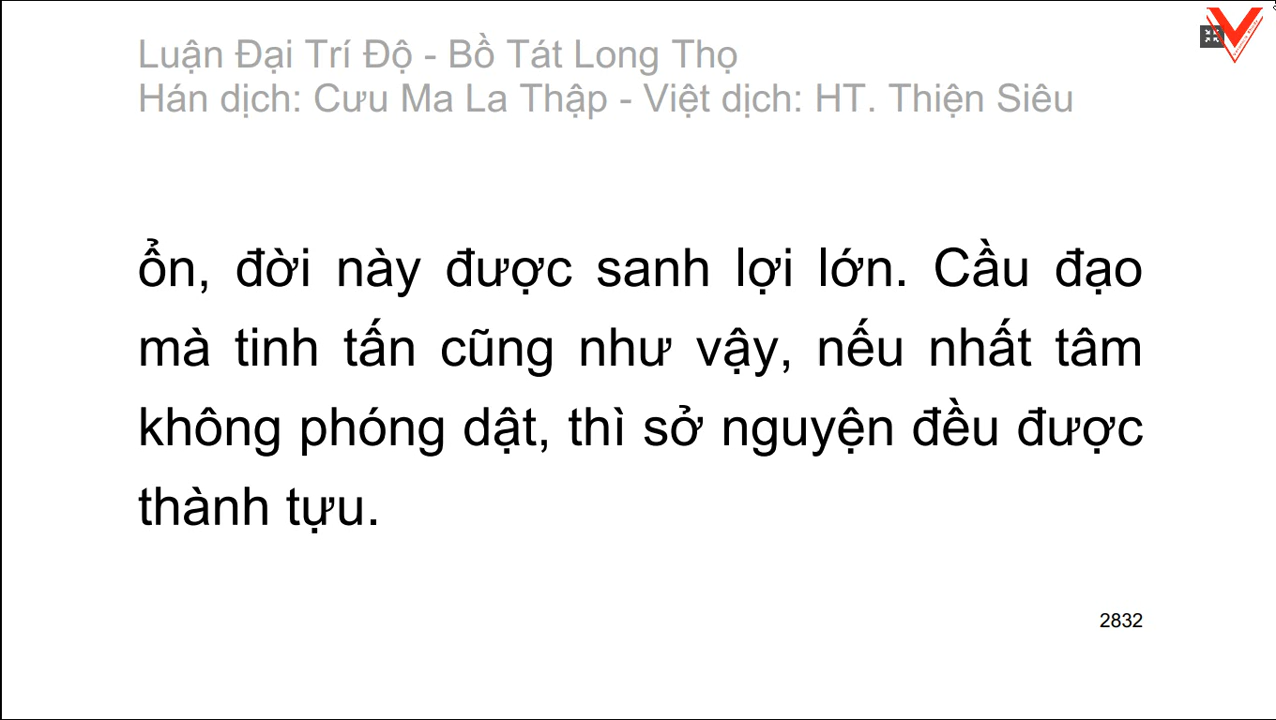 Luận Đại Trí Độ - Bồ Tát Long Thọ
Hán dịch: Cưu Ma La Thập - Việt dịch: HT. Thiện Siêu
ổn, đời này được sanh lợi lớn. Cầu đạo
mà tinh tấn cũng như vậy, nếu nhất tâm
không phóng dật, thì sở nguyện đều được
thành tựu.
2832